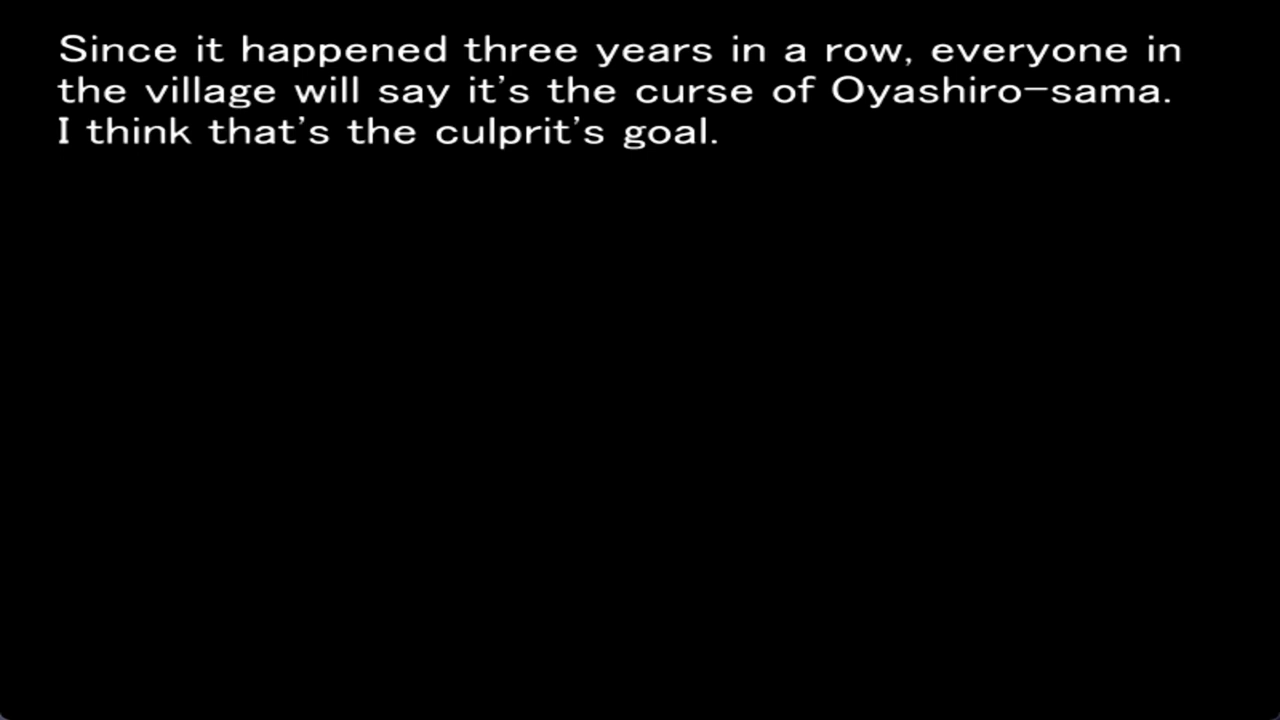 Since it happened three years in a row, everyone in
the village will say it's the curse of Oyashiro-sama.
I think that's the culprit's goal.